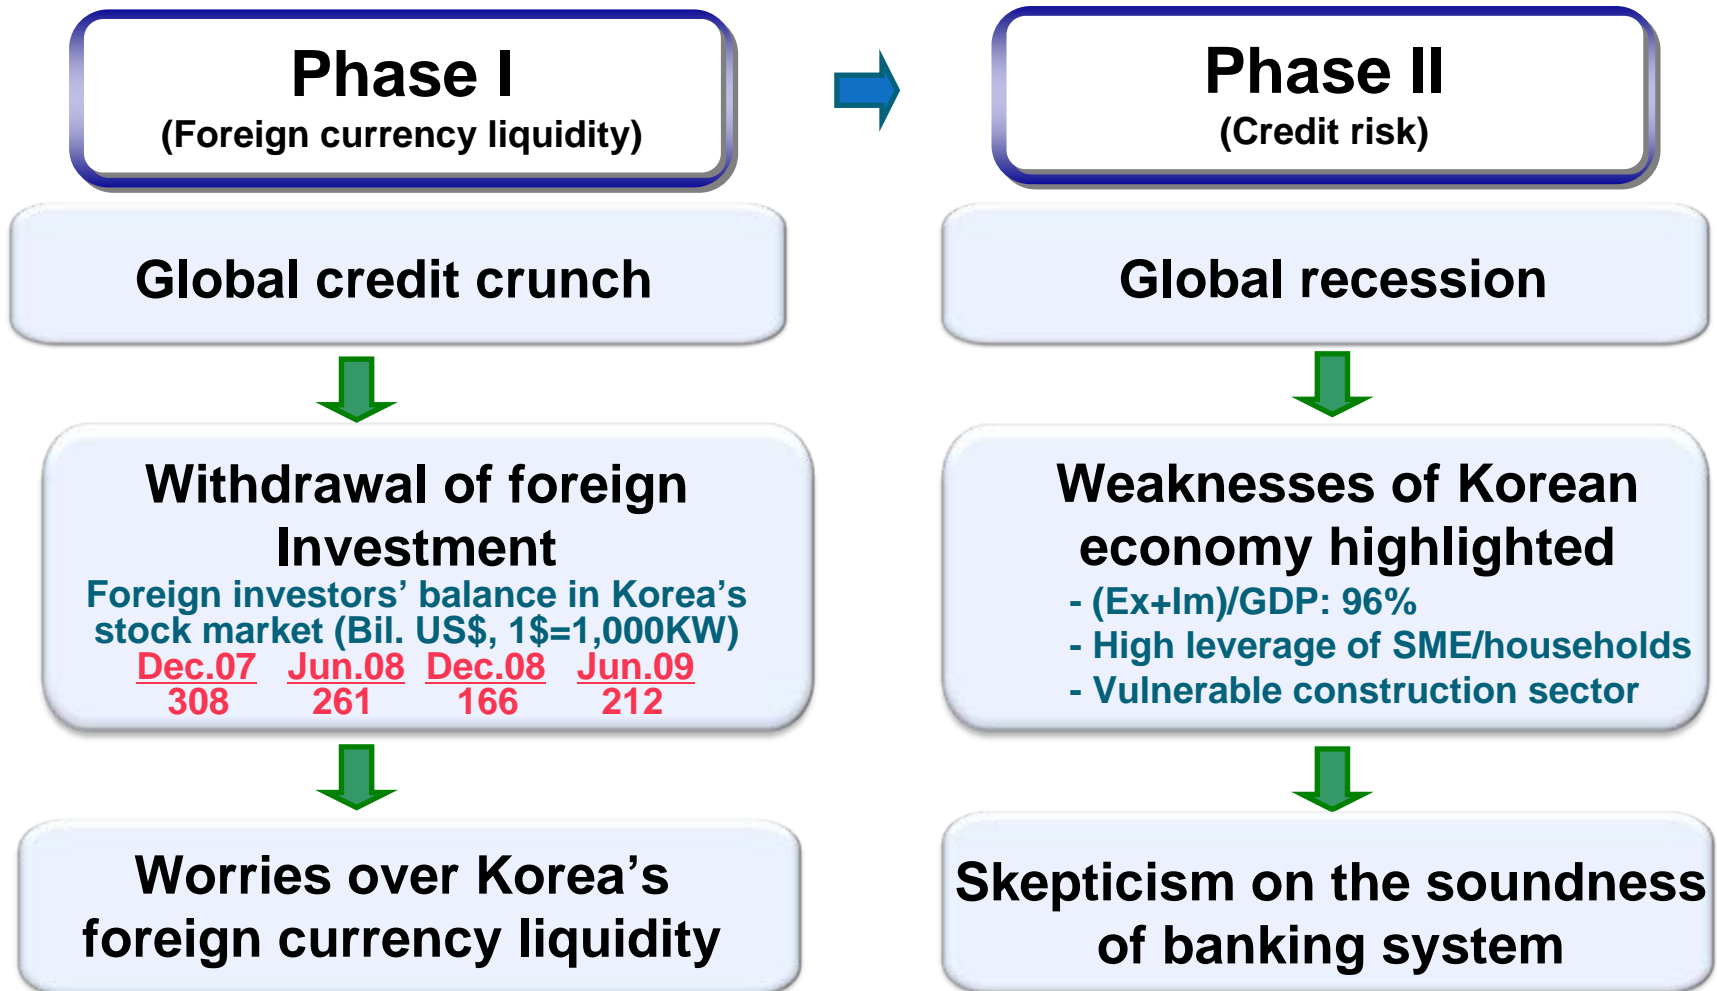 Phase I
(Foreign currency liquidity)
Global credit crunch
Withdrawal of foreign
Investment
Foreign investors’ balance in Korea’s
stock market (Bil. US$, 1$=1,000KW)
Dec.07 Jun.08 Dec.08 Jun.09
308 261 166 212
Worries over Korea’s
foreign currency liquidity
Phase II
(Credit risk)
Global recession
Weaknesses of Korean
economy highlighted
- (Ex+Im)/GDP: 96%
- High leverage of SME/households
- Vulnerable construction sector
Skepticism on the soundness
of banking system